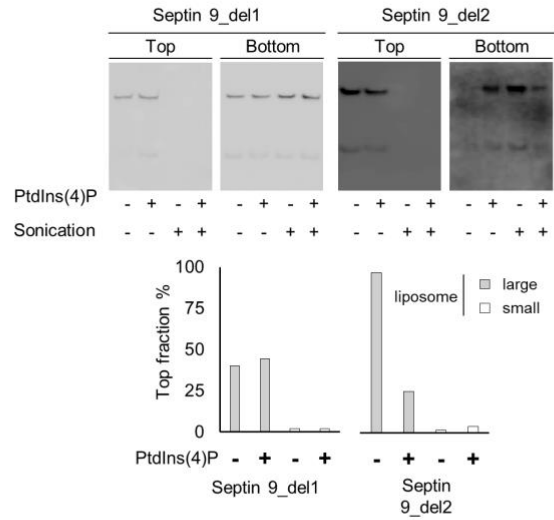 Septin 9_del1 Septin 9_del2
Top Bottom Top Bottom
PtdIns(4)P - + - + - + - + - + - + - + - +
Sonication - - + + - - + + - - + + - - + +
100
75
50
25
0
Top fraction %
liposome
large
small
PtdIns(4)P - + - + - + - +
Septin 9_del1
Septin
9_del2